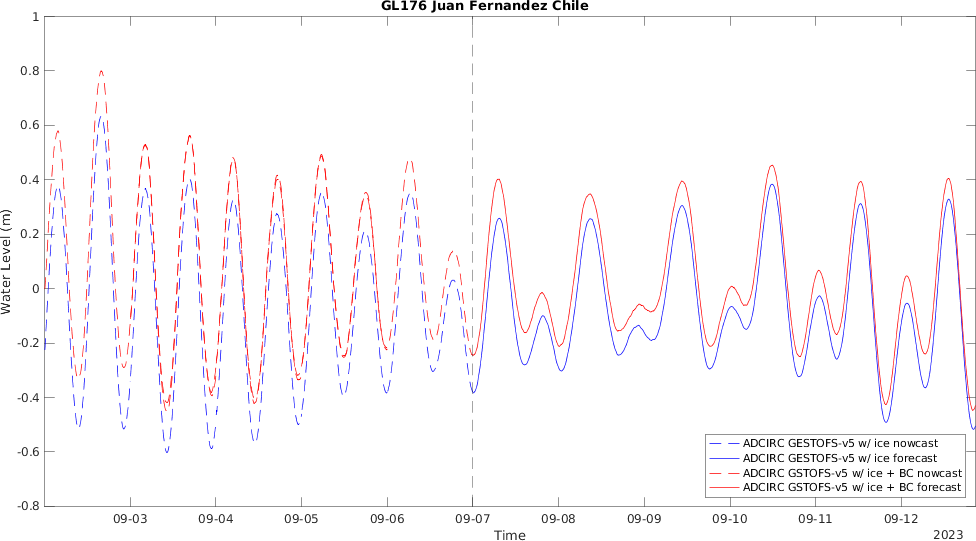 GL176 Juan Fernandez Chile
1
0.8
0.6
0.4
0.2
0
-0.2
-0.4
-0.6
-0.8
Water Level (m)
09-03 09-04 09-05 09-06 09-07 09-08 09-09 09-10 09-11 09-12
Time
2023
ADCIRC GESTOFS-v5 w/ ice nowcast
ADCIRC GESTOFS-v5 w/ ice forecast
ADCIRC GSTOFS-v5 w/ ice + BC nowcast
ADCIRC GSTOFS-v5 w/ ice + BC forecast